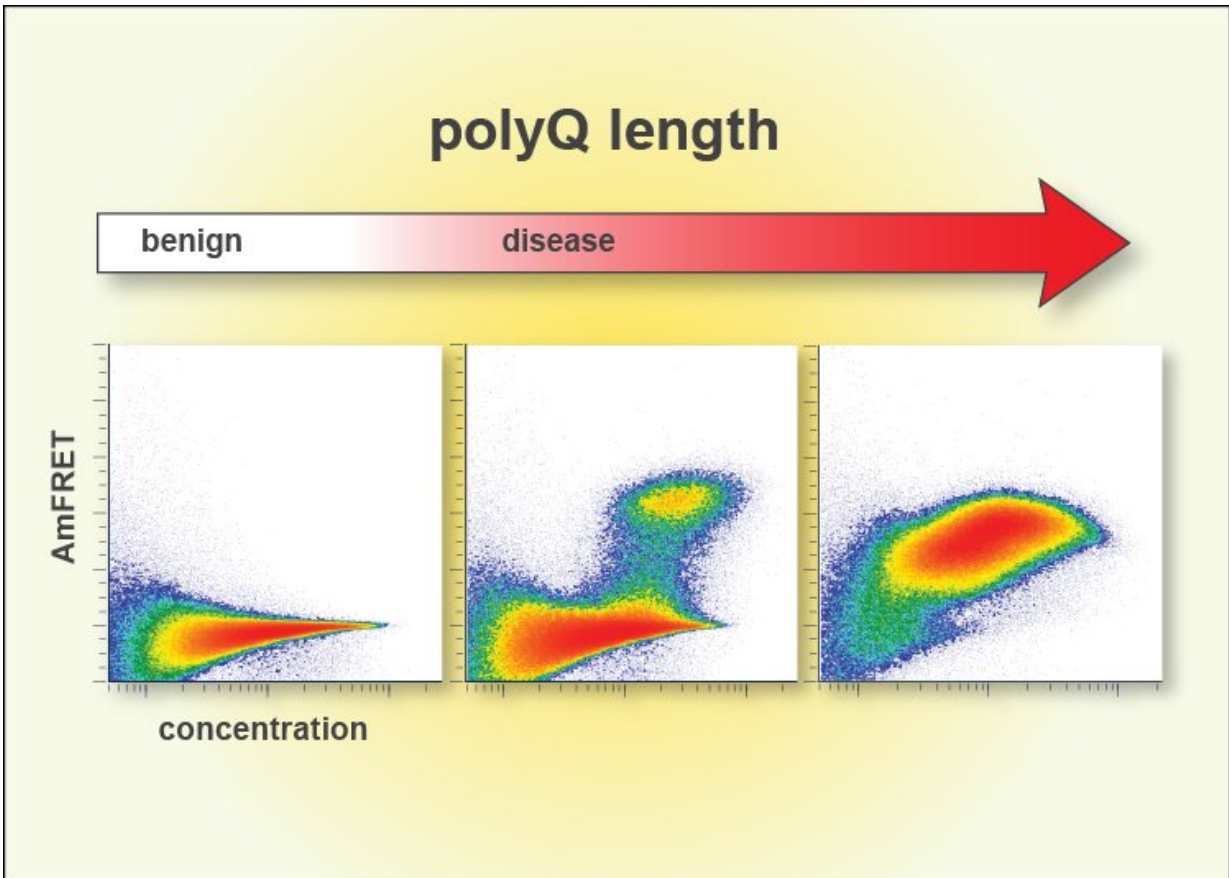 polyQ length
benign
disease
AmFRET
concentration